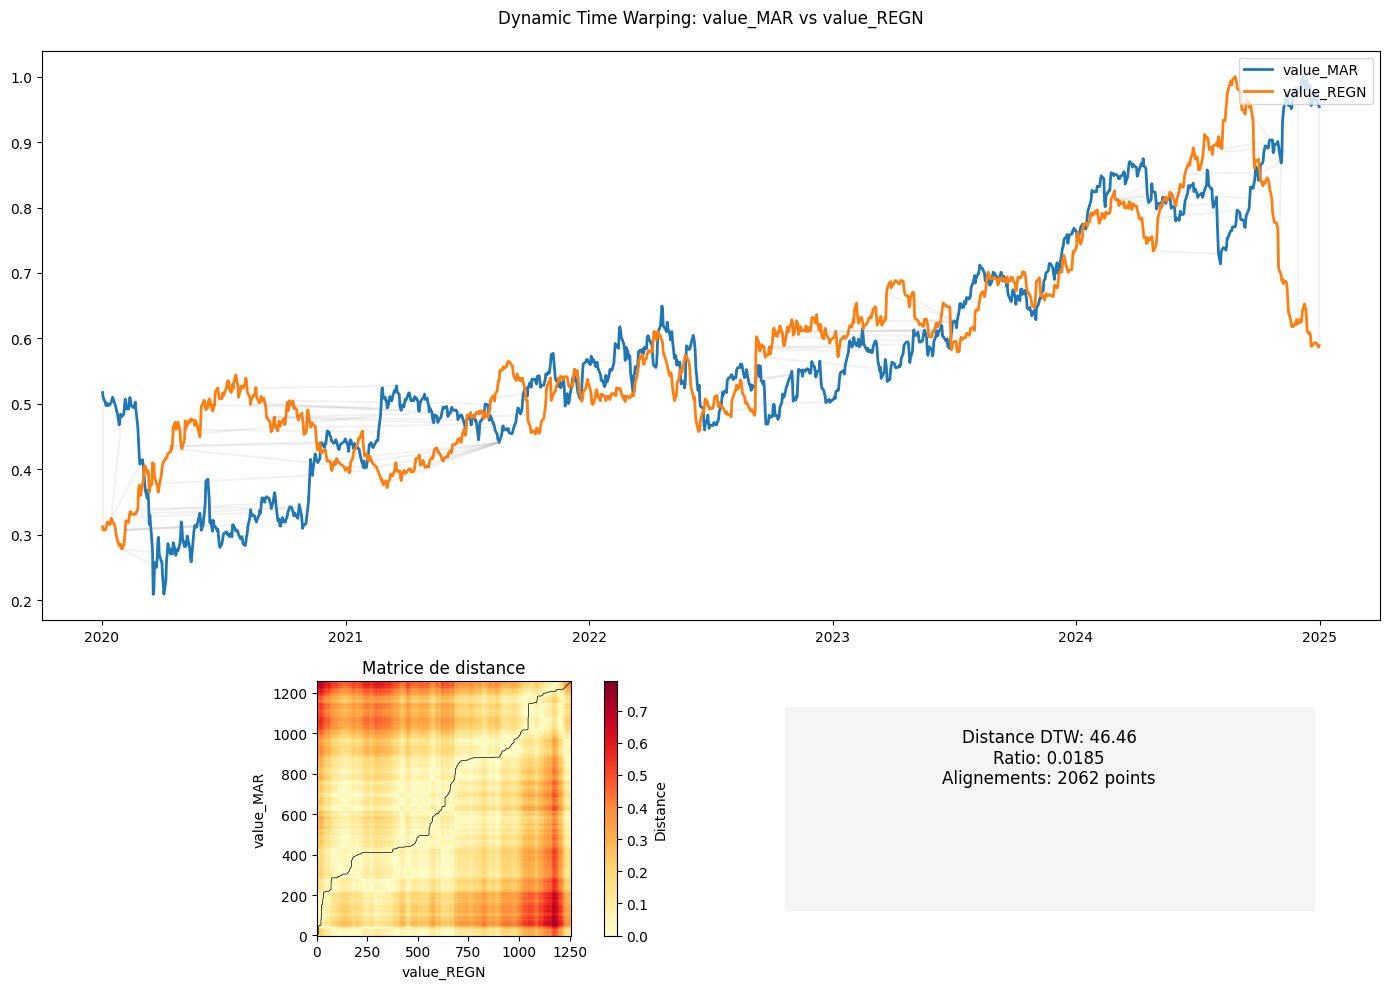 Dynamic Time Warping: value_MAR vs value_REGN
value_MAR
value_REGN
1.0
0.9
0.8
0.7
0.6
0.5
0.4
0.3
0.2
2020 2021 2022 2023 2024 2025
Matrice de distance
value_MAR
1200
1000
800
600
400
200
0
0 250 500 750 1000 1250
value_REGN
0.7
0.6
0.5
0.4
0.3
0.2
0.1
0.0
Distance
Distance DTW: 46.46
Ratio: 0.0185
Alignements: 2062 points